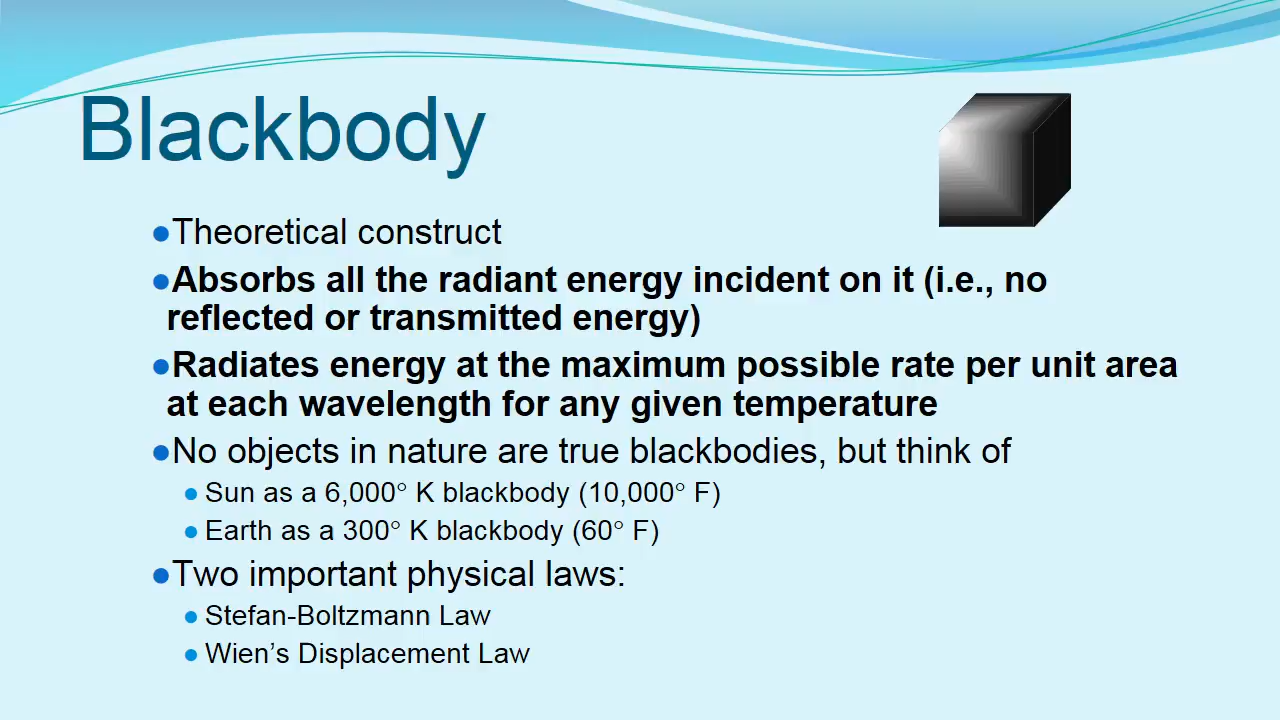 Blackbody
●Theoretical construct
●Absorbs all the radiant energy incident on it (i.e., no
reflected or transmitted energy)
●Radiates energy at the maximum possible rate per unit area
at each wavelength for any given temperature
●No objects in nature are true blackbodies, but think of
● Sun as a 6,000° K blackbody (10,000° F)
● Earth as a 300° K blackbody (60° F)
●Two important physical laws:
● Stefan-Boltzmann Law
● Wien’s Displacement Law